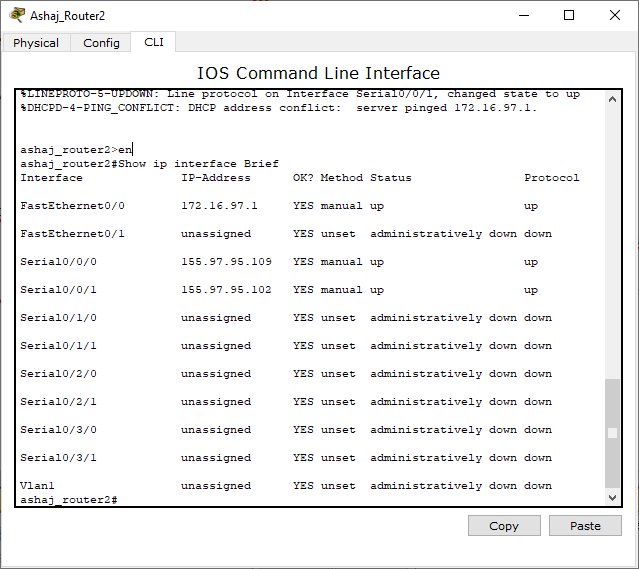 Ashaj_Router2
Physical Config CLI
IOS Command Line Interface
%LINEPROTO-5-UPDOWN: Line protocol on Interface Serial0/0/1, changed state to up
%DHCPD-4-PING_CONFLICT: DHCP address conflict:  server pinged 172.16.97.1.
ashaj_router2>en
ashaj_router2#Show ip interface Brief
Interface              IP-Address      OK? Method Status                Protocol
FastEthernet0/0        172.16.97.1     YES manual up                    up
FastEthernet0/1        unassigned      YES unset  administratively down down
Serial0/0/0            155.97.95.109   YES manual up                    up
Serial0/0/1            155.97.95.102   YES manual up                    up
Serial0/1/0            unassigned      YES unset  administratively down down
Serial0/1/1            unassigned      YES unset  administratively down down
Serial0/2/0            unassigned      YES unset  administratively down down
Serial0/2/1            unassigned      YES unset  administratively down down
Serial0/3/0            unassigned      YES unset  administratively down down
Serial0/3/1            unassigned      YES unset  administratively down down
Vlan1                  unassigned      YES unset  administratively down down
ashaj_router2#
Copy Paste